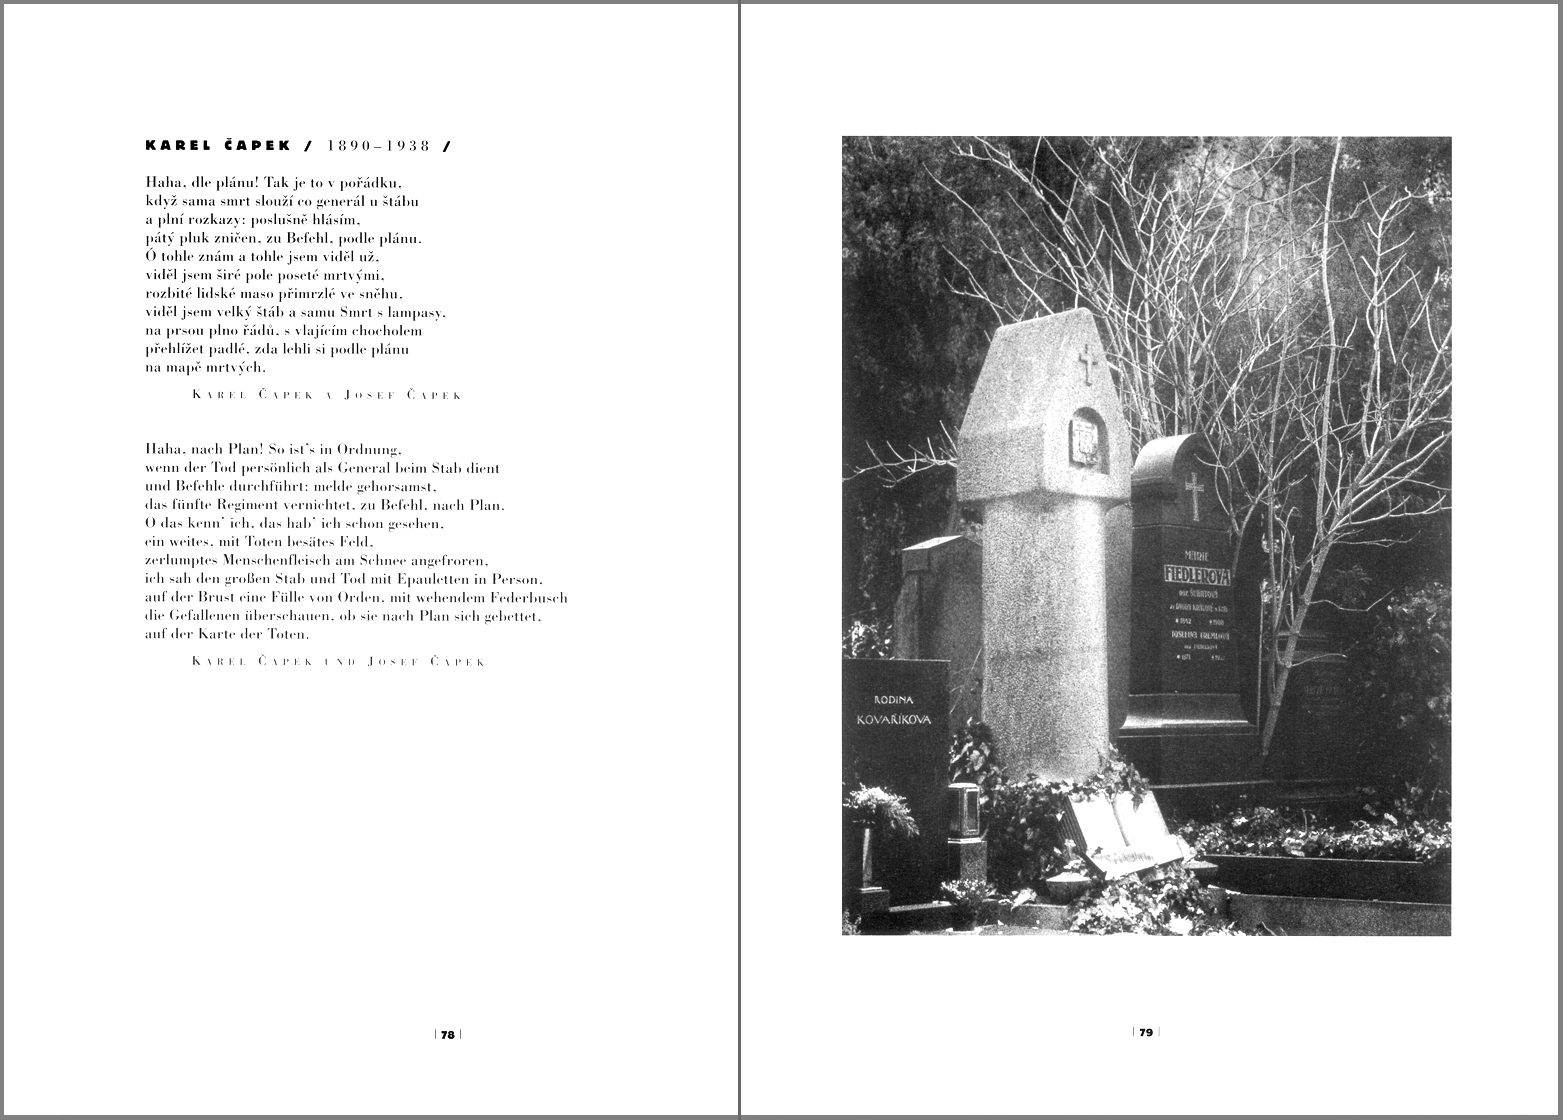 KAREL ČAPEK / 1890–1938 /
Haha, dle plánu! Tak je to v pořádku,
když sama smrt slouží co generál u štábu
a plní rozkazy: poslušně hlásím,
pátý pluk zničen, zu Befehl, podle plánu.
Ó tohle znám a tohle jsem viděl už,
viděl jsem širé pole poseté mrtvými,
rozbité lidské maso přimrzlé ve sněhu,
viděl jsem velký štáb a samu Smrt s lampasy,
na prsou plno řádů, s vlajícím chocholem
přehlížet padlé, zda lehli si podle plánu
na mapě mrtvých.
KAREL ČAPEK A JOSEF ČAPEK
Haha, nach Plan! So ist's in Ordnung,
wenn der Tod persönlich als General beim Stab dient
und Befehle durchführt: melde gehorsamst,
das fünfte Regiment vernichtet, zu Befehl, nach Plan.
O das kenn' ich, das hab' ich schon gesehen,
ein weites, mit Toten besätes Feld,
zerlumptes Menschenfleisch am Schnee angefroren,
ich sah den großen Stab und Tod mit Epauletten in Person,
auf der Brust eine Fülle von Orden, mit wehendem Federbusch
die Gefallenen überschauen, ob sie nach Plan sich gebettet,
auf der Karte der Toten.
KAREL ČAPEK UND JOSEF ČAPEK
| 78 |
FIEDLEROVÁ
RODINA
KOVAŘÍKOVA
| 79 |